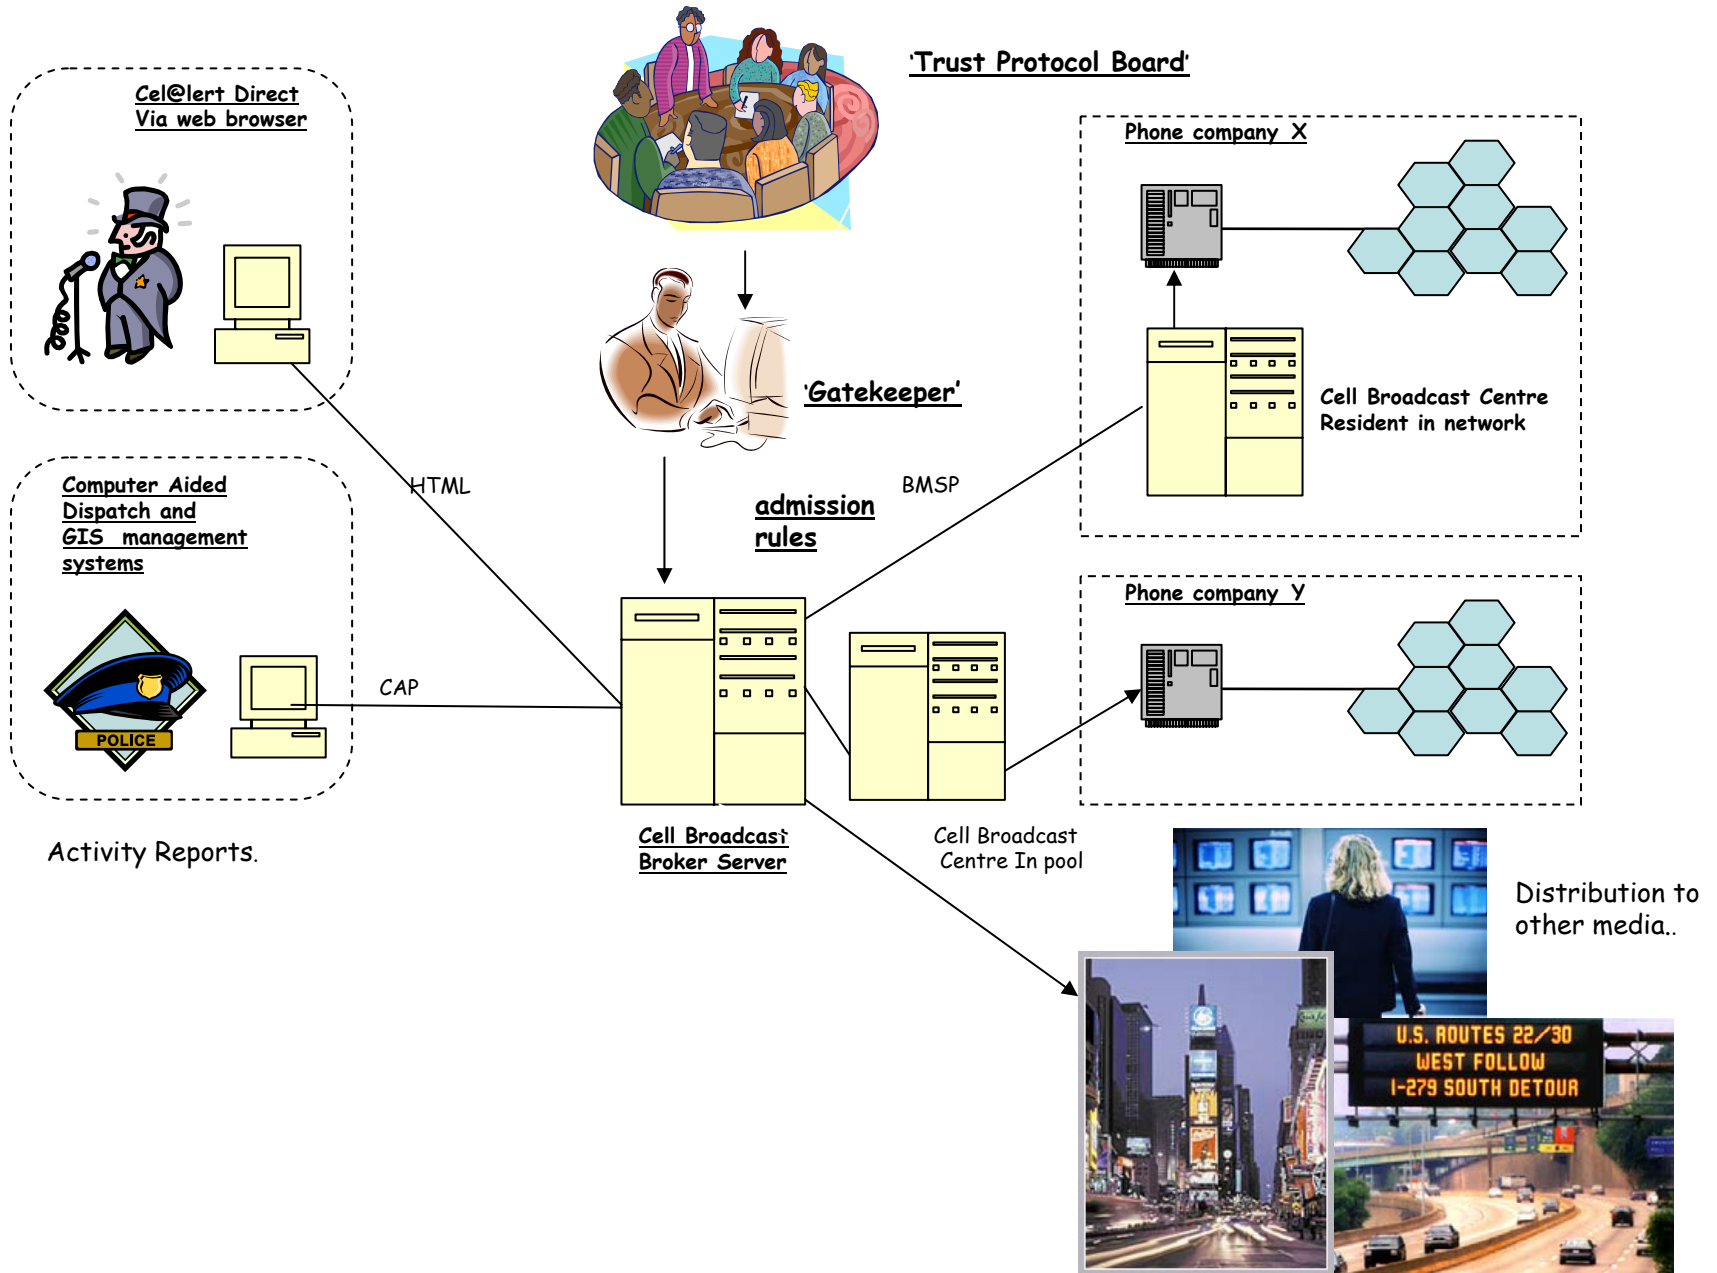 'Trust Protocol Board'
Cel@lert Direct
Via web browser
Phone company X
'Gatekeeper'
Cell Broadcast Centre
Resident in network
Computer Aided
Dispatch and
GIS management
systems
HTML
BMSP
admission
rules
Phone company Y
CAP
POLICE
Cell Broadcast
Broker Server
Cell Broadcast
Centre In pool
Activity Reports.
Distribution to
other media..
U.S. ROUTES 22/30
WEST FOLLOW
I-279 SOUTH DETOUR